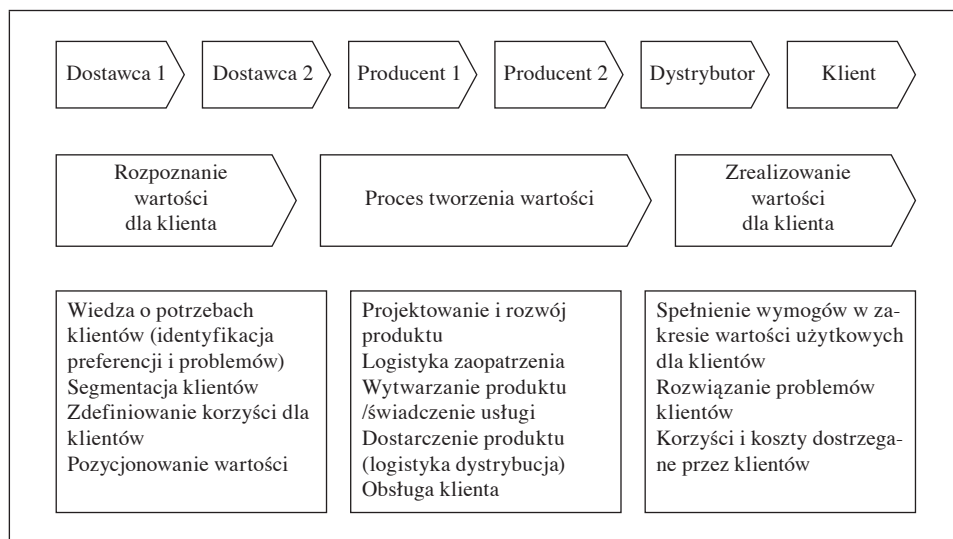 Dostawca 1
Dostawca 2
Producent 1
Producent 2
Dystrybutor
Klient
Rozpoznanie
wartości
dla klienta
Proces tworzenia wartości
Zrealizowanie
wartości
dla klienta
Wiedza o potrzebach
klientów (identyfikacja
preferencji i problemów)
Segmentacja klientów
Zdefiniowanie korzyści dla
klientów
Pozycjonowanie wartości
Projektowanie i rozwój
produktu
Logistyka zaopatrzenia
Wytwarzanie produktu
/świadczenie usługi
Dostarczenie produktu
(logistyka dystrybucja)
Obsługa klienta
Spełnienie wymogów w za-
kresie wartości użytkowych
dla klientów
Rozwiązanie problemów
klientów
Korzyści i koszty dostrzega-
ne przez klientów